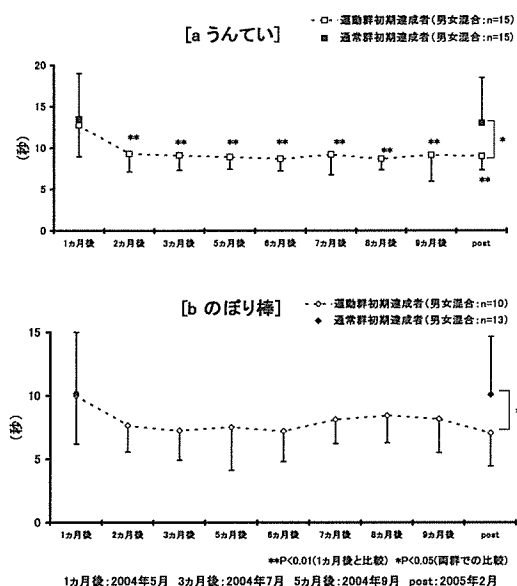 [a うんてい]
運動群初期達成者(男女混合:n=15)
通常群初期達成者(男女混合:n=15)
20
15
10
5
0
(秒)
** ** ** ** ** ** **
*
**
1カ月後 2カ月後 3カ月後 5カ月後 6カ月後 7カ月後 8カ月後 9カ月後 post
[b のぼり棒]
運動群初期達成者(男女混合:n=10)
通常群初期達成者(男女混合:n=13)
15
10
5
0
(秒)
1カ月後 2カ月後 3カ月後 5カ月後 6カ月後 7カ月後 8カ月後 9カ月後 post
**P<0.01(1カ月後と比較) *P<0.05(両群での比較)
1カ月後:2004年5月 3カ月後:2004年7月 5カ月後:2004年9月 post:2005年2月